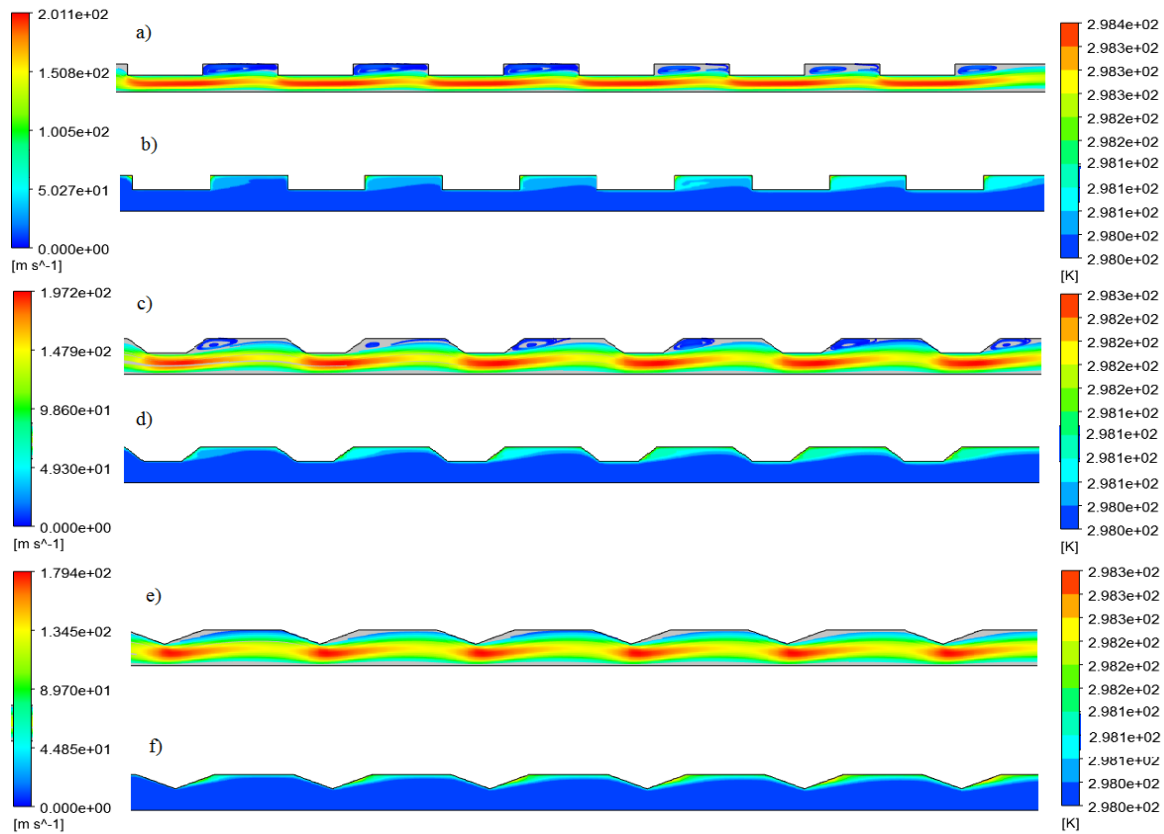 2.011e+02
1.508e+02
1.005e+02
5.027e+01
0.000e+00
[m s^-1]
a)
b)
2.984e+02
2.983e+02
2.983e+02
2.983e+02
2.982e+02
2.982e+02
2.981e+02
2.981e+02
2.981e+02
2.980e+02
2.980e+02
[K]
1.972e+02
1.479e+02
9.860e+01
4.930e+01
0.000e+00
[m s^-1]
c)
d)
2.983e+02
2.982e+02
2.982e+02
2.982e+02
2.982e+02
2.981e+02
2.981e+02
2.981e+02
2.981e+02
2.980e+02
2.980e+02
[K]
1.794e+02
1.345e+02
8.970e+01
4.485e+01
0.000e+00
[m s^-1]
e)
f)
2.983e+02
2.983e+02
2.983e+02
2.982e+02
2.982e+02
2.982e+02
2.981e+02
2.981e+02
2.981e+02
2.980e+02
2.980e+02
[K]